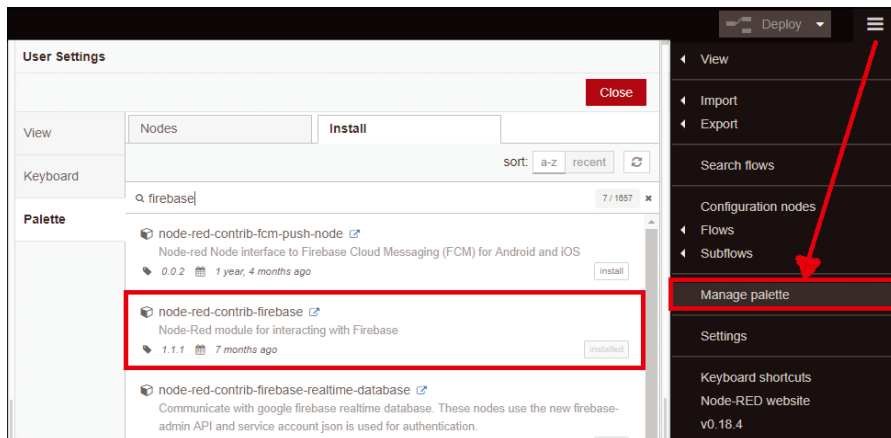 Deploy
User Settings
Close
View
Keyboard
Palette
Nodes
Install
sort: a-z recent
firebase
7 / 1657
node-red-contrib-fcm-push-node
Node-red Node interface to Firebase Cloud Messaging (FCM) for Android and iOS
0.0.2 1 year, 4 months ago
install
node-red-contrib-firebase
Node-Red module for interacting with Firebase
1.1.1 7 months ago
installed
node-red-contrib-firebase-realtime-database
Communicate with google firebase realtime database. These nodes use the new firebase-
admin API and service account json is used for authentication.
View
Import
Export
Search flows
Configuration nodes
Flows
Subflows
Manage palette
Settings
Keyboard shortcuts
Node-RED website
v0.18.4